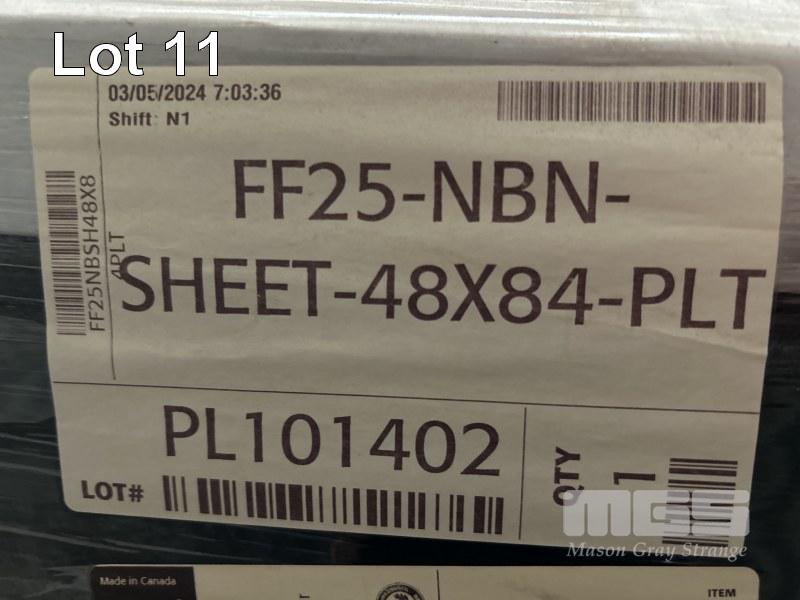 Lot 11
03/05/2024 7:03:36
Shift: N1
FF25-NBN-
SHEET-48X84-PLT
FF25NBSH48X8
4PLT
PL101402
LOT#
QTY
1
MGS
Mason Gray Strange
Made in Canada
ITEM